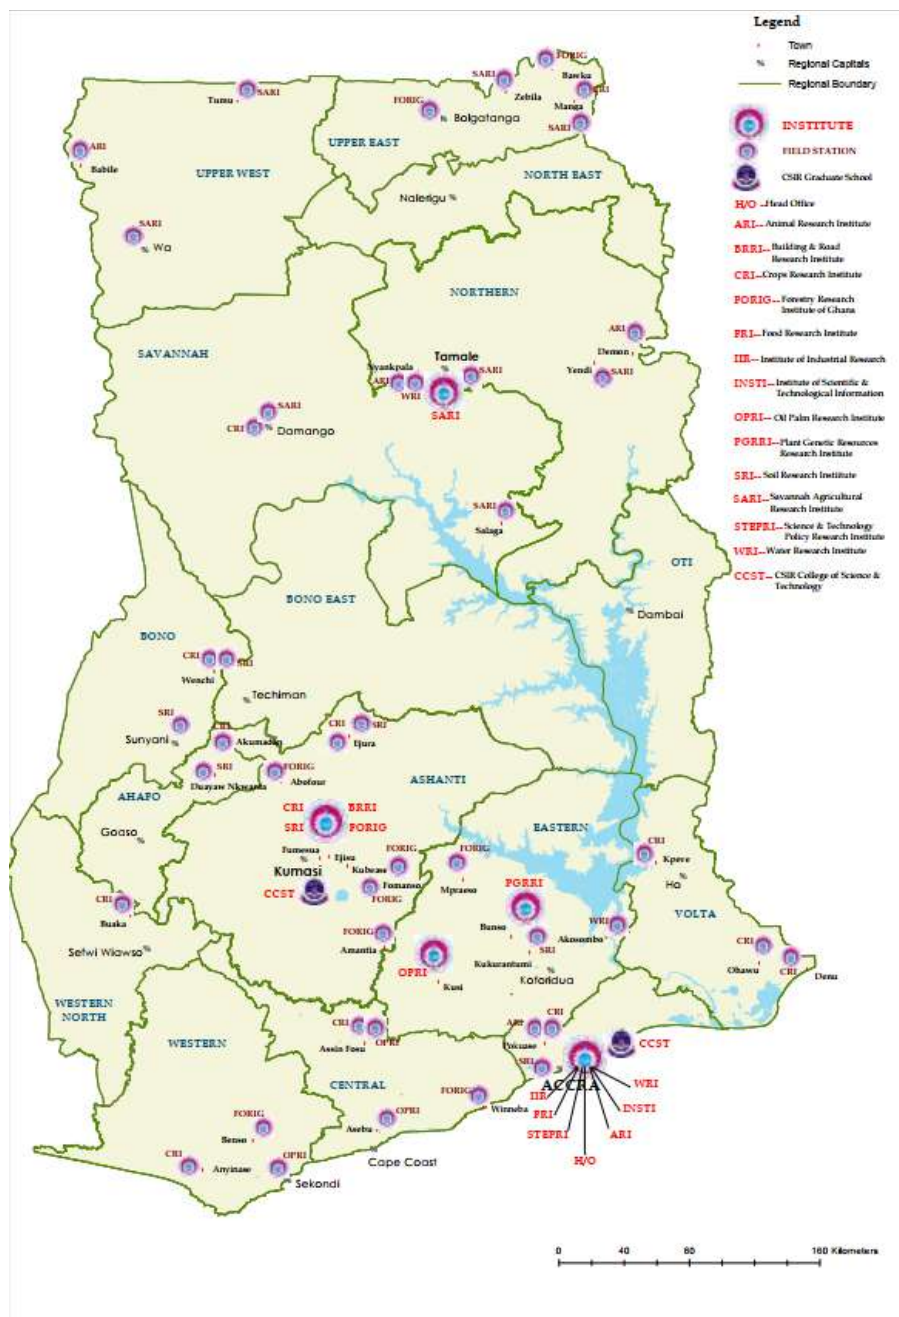 Legend
Town
% Regional Capitals
Regional Boundary
INSTITUTE
FIELD STATION
CSIR Graduate School
H/O --Head Office
ARI-- Animal Research Institute
BRRI-- Building & Road
Research Institute
CRI--Crops Research Institute
FORIG-- Forestry Research
Institute of Ghana
FRI--Food Research Institute
IIR-- Institute of Industrial Research
INSTI-- Institute of Scientific &
Technological Information
OPRI-- Oil Palm Research Institute
PGRRI--Plant Genetic Resources
Research Institute
SRI--Soil Research Institute
SARI--Savannah Agricultural
Research Institute
STEPRI--Science & Technology
Policy Research Institute
WRI--Water Research Institute
CCST-- CSIR College of Science &
Technology
FORIG
Bawku
SARI
Zebila
CRI
Manga
SARI
Tumu
SARI
FORIG
% Bolgatanga
UPPER EAST
ARI
Babile
UPPER WEST
NORTH EAST
Nalerigu %
SARI
% Wa
NORTHERN
ARI
Demon
SAVANNAH
Nyankpala
Tamale
%
ARI
WRI
SARI
SARI
Yendi
SARI
SARI
CRI
% Damango
SARI
Salaga
OTI
BONO EAST
% Dambai
BONO
CRI
SRI
Wenchi
% Techiman
SRI
Sunyani %
CRI
Akumadan
CRI
SRI
Ejura
SRI
Duayaw Nkwanta
FORIG
Abofour
ASHANTI
AHAFO
Goaso
%
CRI
BRRI
SRI
FORIG
EASTERN
Fumesua
Ejisu
%
Kumasi
Kubease
FORIG
CCST
Fomanso
FORIG
FORIG
Mpraeso
CRI
Kpeve
Ho %
PGRRI
VOLTA
CRI
Buaka
Sefwi Wiawso %
FORIG
Amantia
Bunso
SRI
Kukurantumi
WRI
Akosombo
CRI
Ohawu
CRI
Denu
OPRI
Kusi
%
Koforidua
WESTERN
NORTH
WESTERN
CRI
OPRI
Assin Fosu
ARI
CRI
Pokuase
CCST
SRI
%
ACCRA
CENTRAL
FORIG
Winneba
IIR
FRI
STEPRI
H/O
ARI
INSTI
WRI
FORIG
Benso
OPRI
Asebu
%
Cape Coast
CRI
Anyinase
OPRI
% Sekondi
0 40 80 160 Kilometers